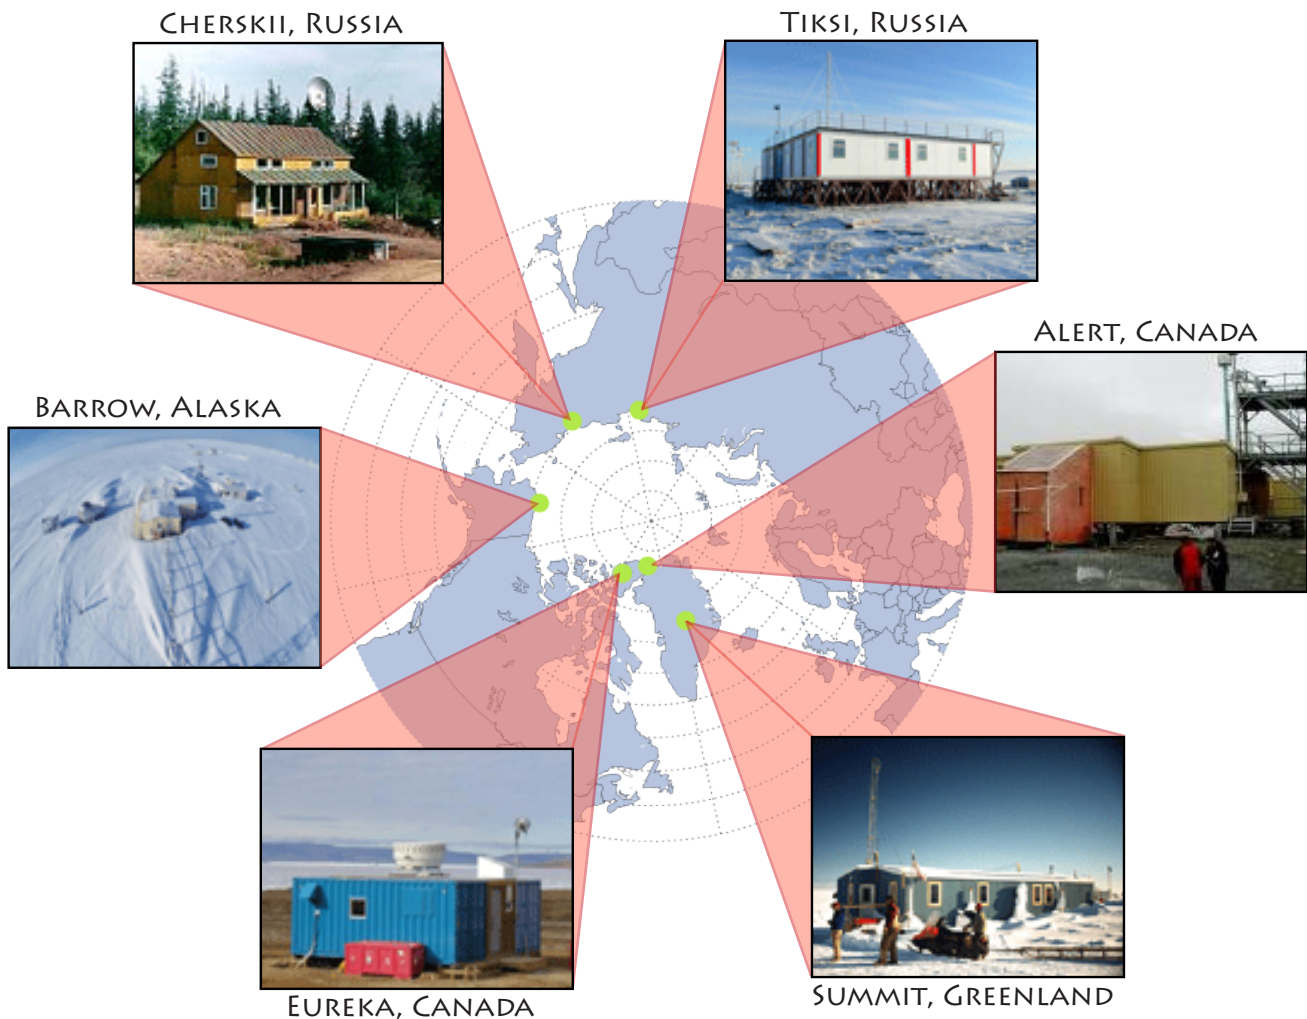 Cherskii, Russia
Tiksi, Russia
Alert, Canada
Barrow, Alaska
Eureka, Canada
Summit, Greenland